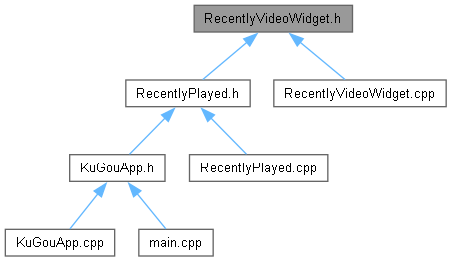 RecentlyVideoWidget.h
RecentlyPlayed.h
RecentlyVideoWidget.cpp
KuGouApp.h
RecentlyPlayed.cpp
KuGouApp.cpp
main.cpp